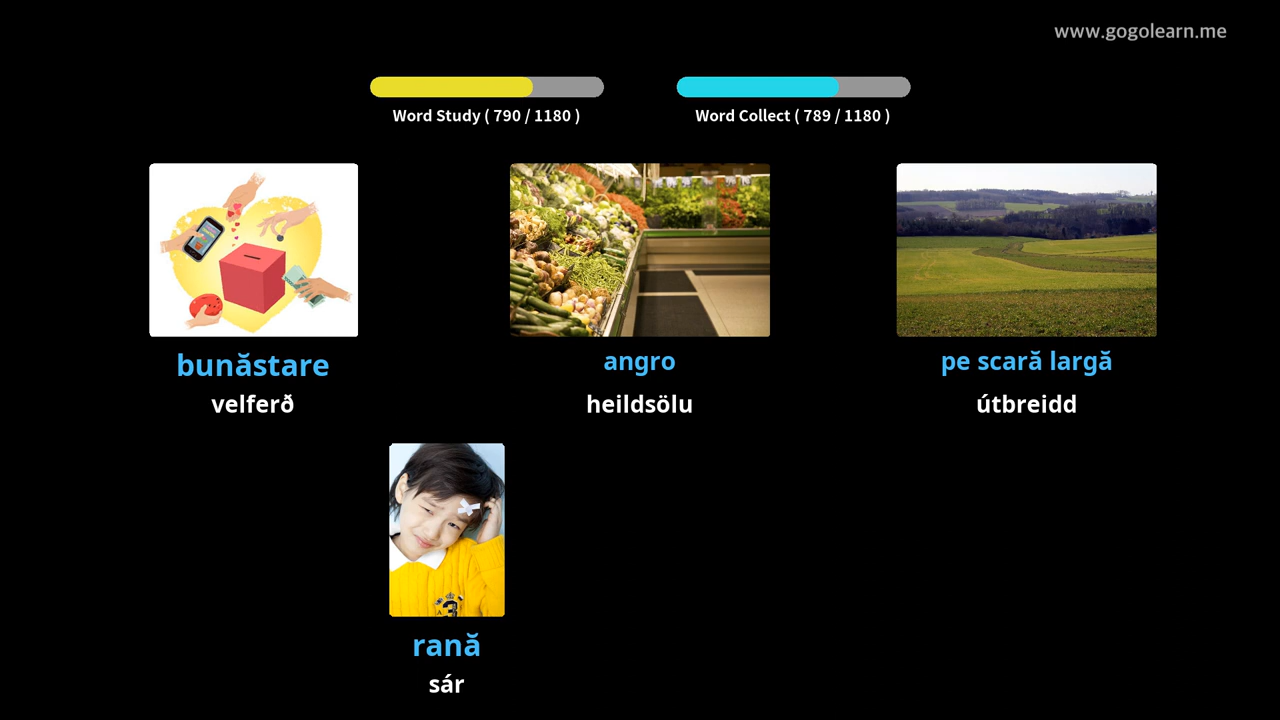 www.gogolearn.me
Word Study ( 790 / 1180 )
Word Collect ( 789 / 1180 )
bunăstare
velferð
angro
heildsölu
pe scară largă
útbreidd
3
rană
sár